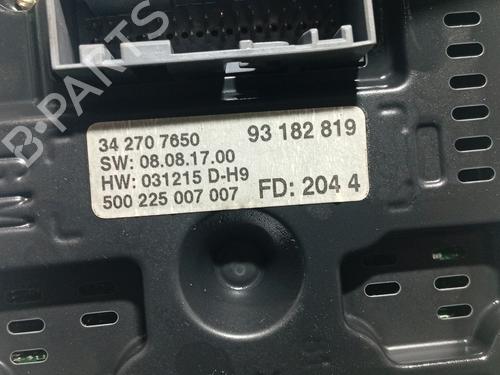 B-PARTS
34 270 7650 93 182 819
SW: 08.08.17.00
HW: 031215 D-H9
500 225 007 007 FD: 204 4